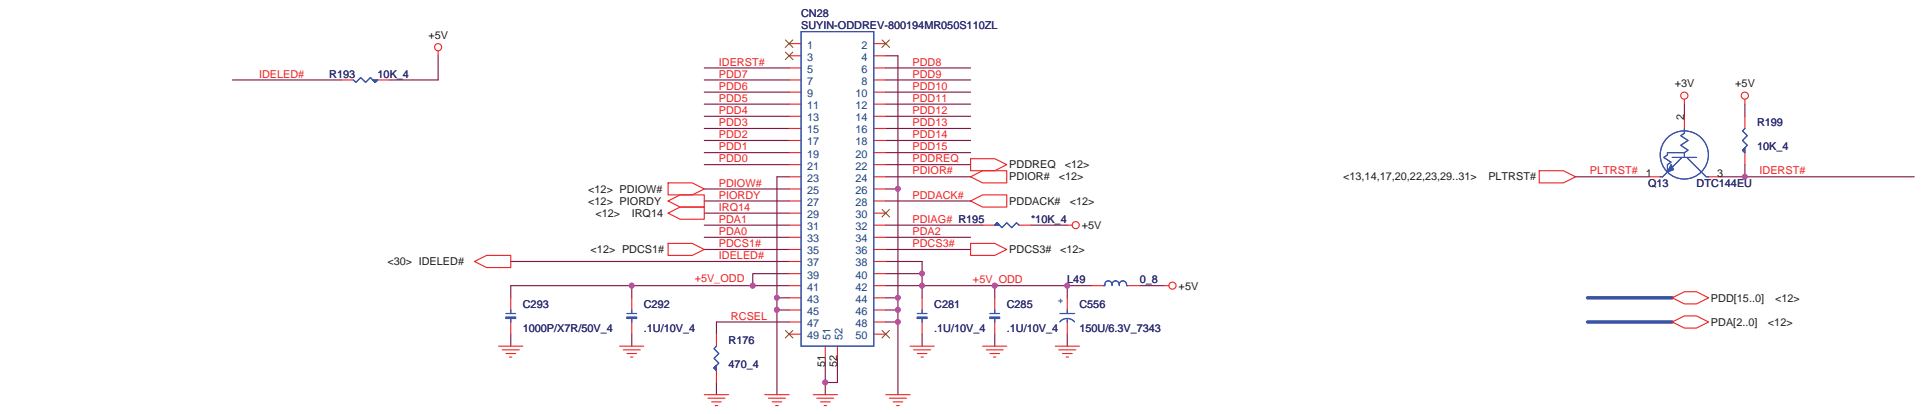 CN28
SUYIN-ODDREV-800194MR050S110ZL
+5V
IDELED# R193 10K_4
1 2
3 4
IDERST# 5 6 PDD8
PDD7 7 8 PDD9
PDD6 9 10 PDD10
PDD5 11 12 PDD11
PDD4 13 14 PDD12
PDD3 15 16 PDD13
PDD2 17 18 PDD14
PDD1 19 20 PDD15
PDD0 21 22 PDDREQ PDDREQ <12>
23 24 PDIOR# PDIOR# <12>
<12> PDIOW# PDIOW# 25 26
<12> PIORDY PIORDY 27 28 PDDACK# PDDACK# <12>
<12> IRQ14 IRQ14 29 30
PDA1 31 32 PDIAG# R195 *10K_4 +5V
PDA0 33 34 PDA2
<12> PDCS1# PDCS1# 35 36 PDCS3# PDCS3# <12>
<30> IDELED# IDELED# 37 38
+5V_ODD 39 40
41 42 +5V_ODD L49 0_8 +5V
43 44
45 46
RCSEL 47 48
49 50
51 52
51 52
C293
1000P/X7R/50V_4
C292
.1U/10V_4
R176
470_4
C281
.1U/10V_4
C285
.1U/10V_4
+ C556
150U/6.3V_7343
+3V +5V
2
R199
10K_4
<13,14,17,20,22,23,29..31> PLTRST# PLTRST# 1 3 IDERST#
Q13 DTC144EU
PDD[15..0] <12>
PDA[2..0] <12>